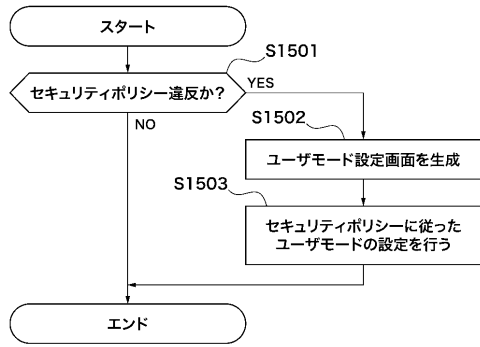 スタート
S1501
セキュリティポリシー違反か?
YES
NO
S1502
ユーザモード設定画面を生成
S1503
セキュリティポリシーに従った
ユーザモードの設定を行う
エンド